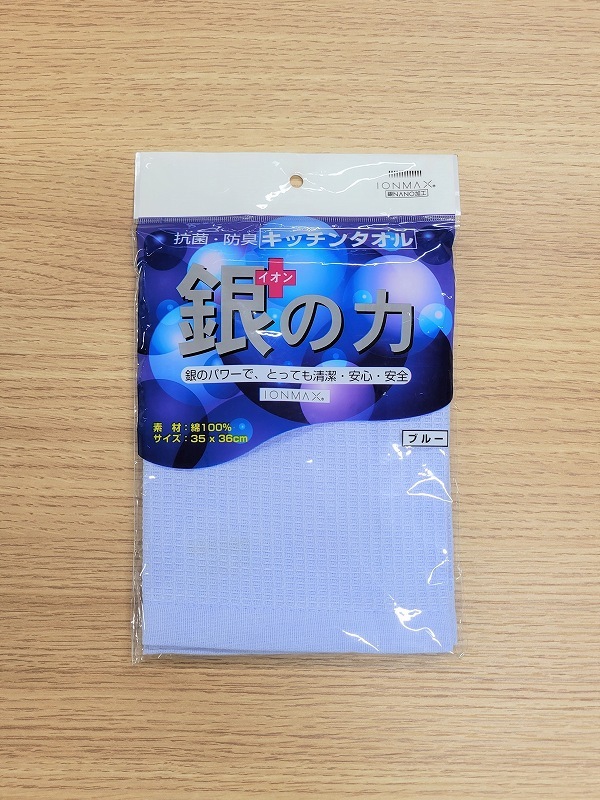 IONMAX®
銀NANO加工
抗菌・防臭 キッチンタオル
イオン
銀の力
銀のパワーで、とっても清潔・安心・安全
IONMAX®
素 材：綿100%
サイズ：35 x 36cm
ブルー